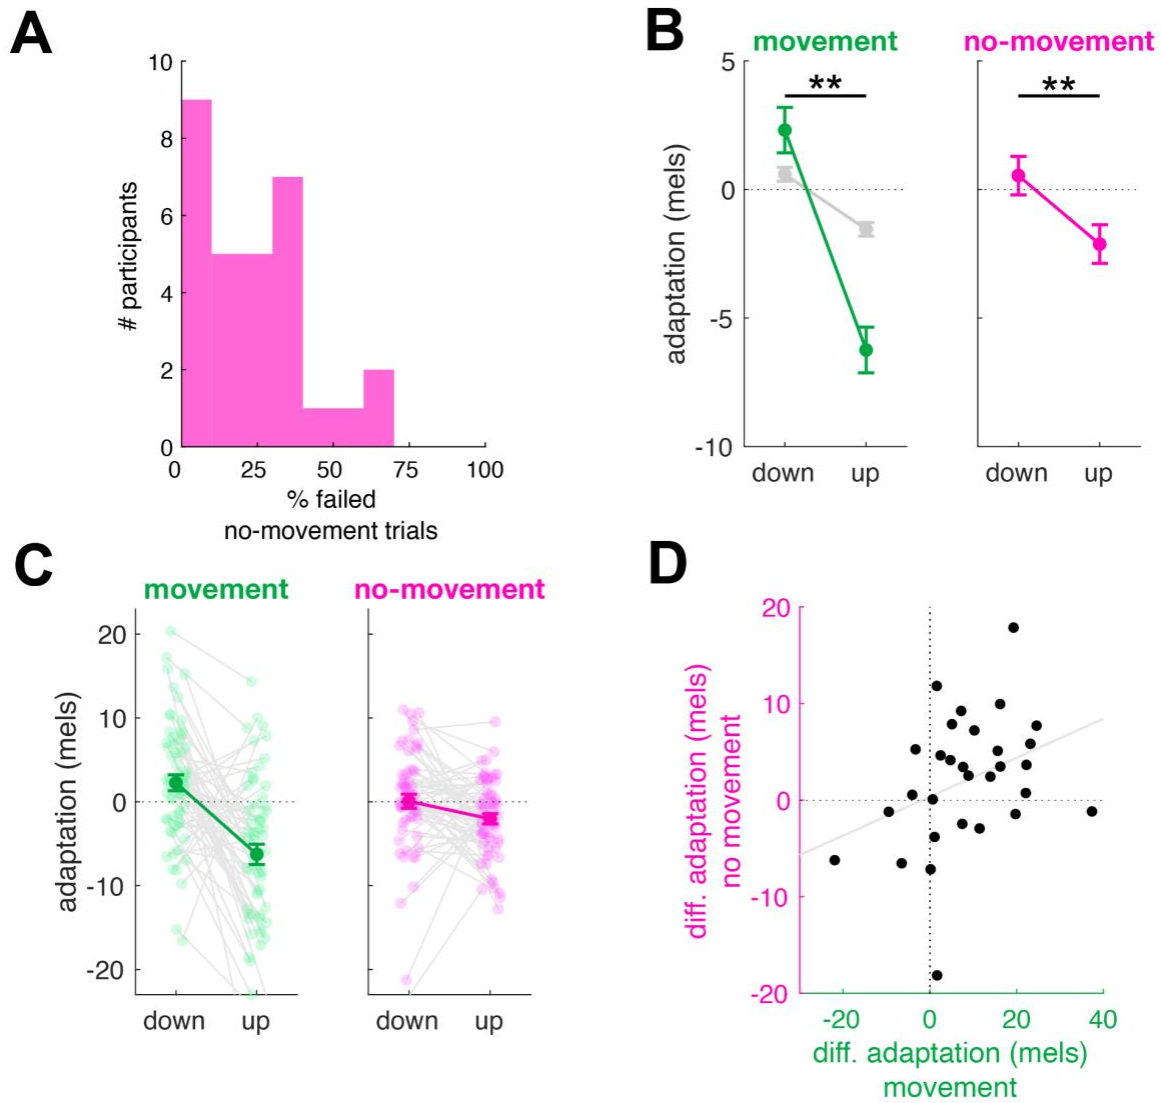 A
10
8
6
4
2
0
# participants
0 25 50 75 100
% failed
no-movement trials
B
movement no-movement
** **
5
0
-5
-10
adaptation (mels)
down up down up
C
movement no-movement
20
10
0
-10
-20
adaptation (mels)
down up down up
D
20
10
0
-10
-20
diff. adaptation (mels)
no movement
-20 0 20 40
diff. adaptation (mels)
movement